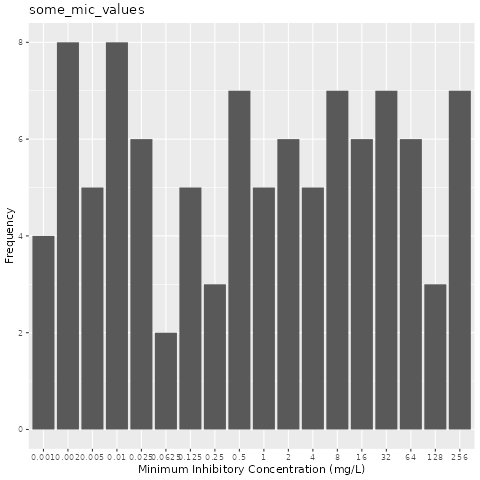 some_mic_values
8
6
4
2
0
Frequency
0.001 0.002 0.005 0.01 0.025 0.0625 0.125 0.25 0.5 1 2 4 8 16 32 64 128 256
Minimum Inhibitory Concentration (mg/L)